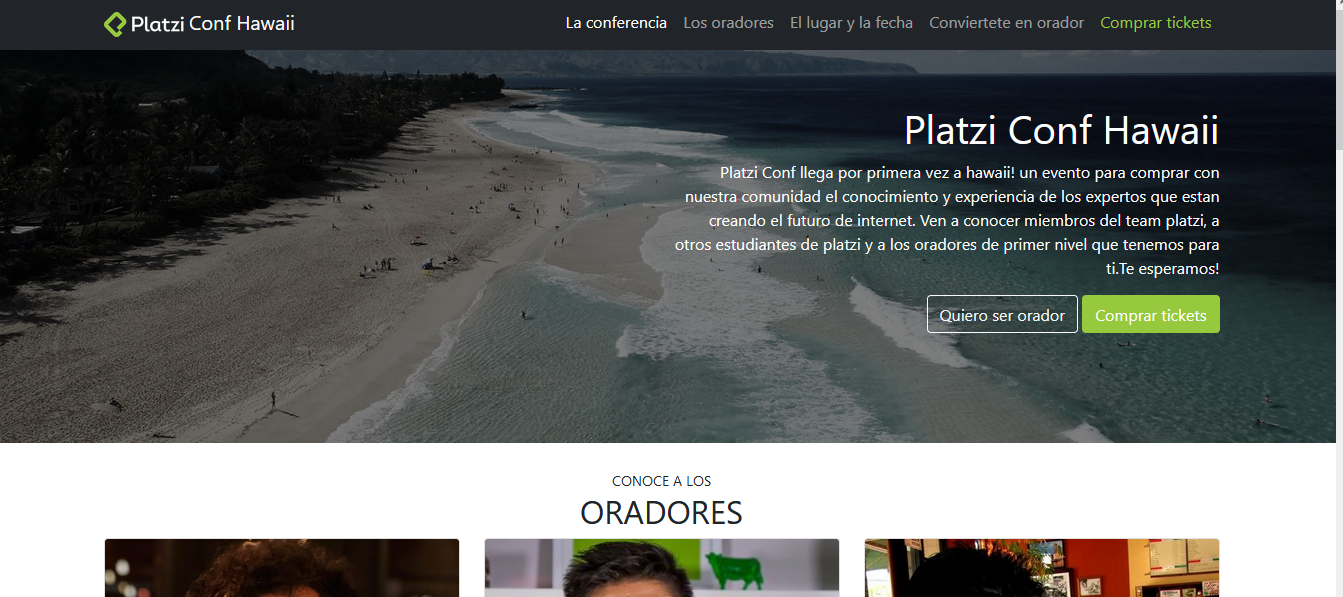 Platzi Conf Hawaii
La conferencia Los oradores El lugar y la fecha Conviertete en orador Comprar tickets
Platzi Conf Hawaii
Platzi Conf llega por primera vez a hawaii! un evento para comprar con
nuestra comunidad el conocimiento y experiencia de los expertos que estan
creando el futuro de internet. Ven a conocer miembros del team platzi, a
otros estudiantes de platzi y a los oradores de primer nivel que tenemos para
ti.Te esperamos!
Quiero ser orador Comprar tickets
CONOCE A LOS
ORADORES